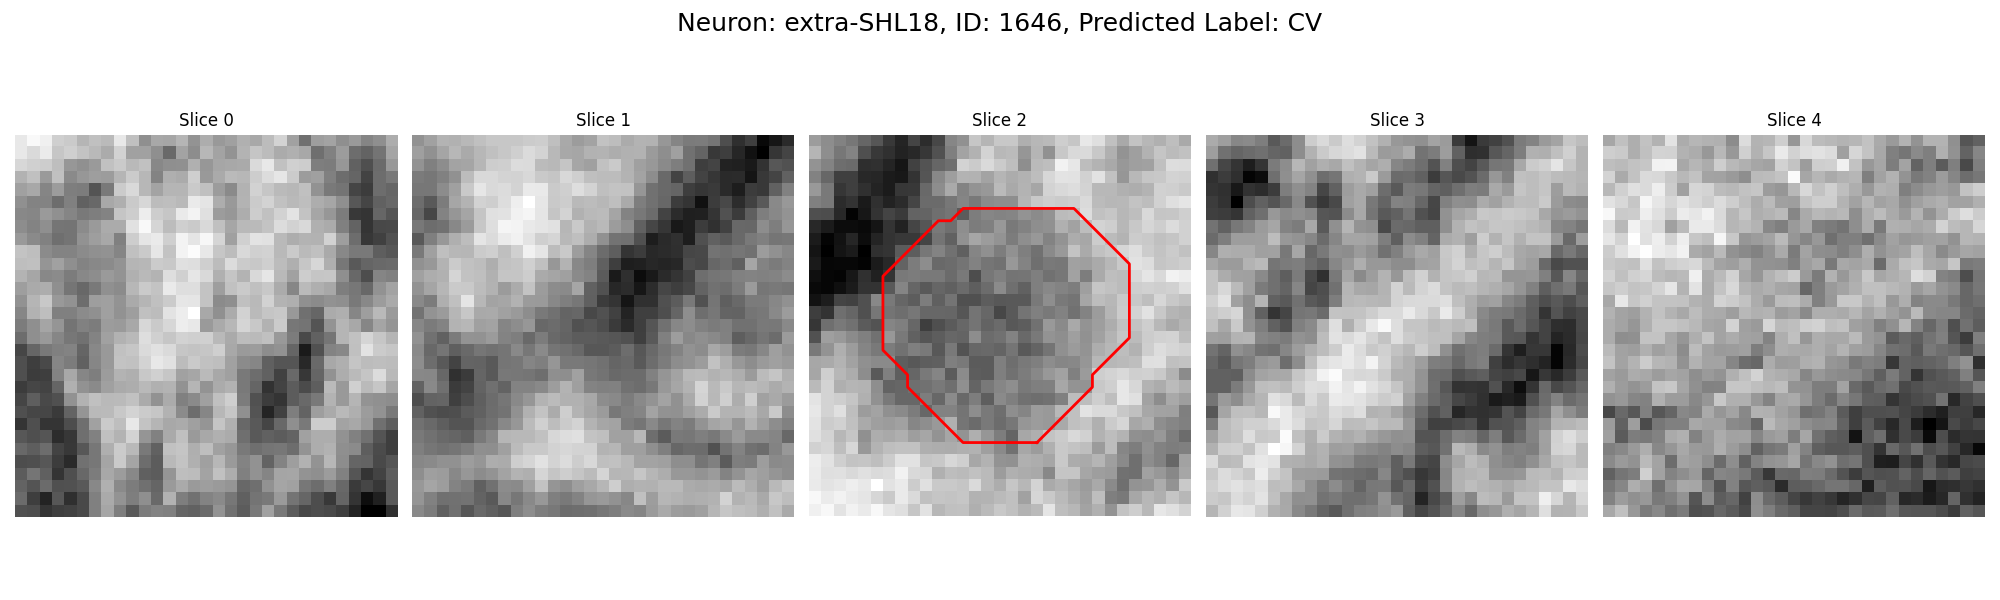 Neuron: extra-SHL18, ID: 1646, Predicted Label: CV
Slice 0
Slice 1
Slice 2
Slice 3
Slice 4